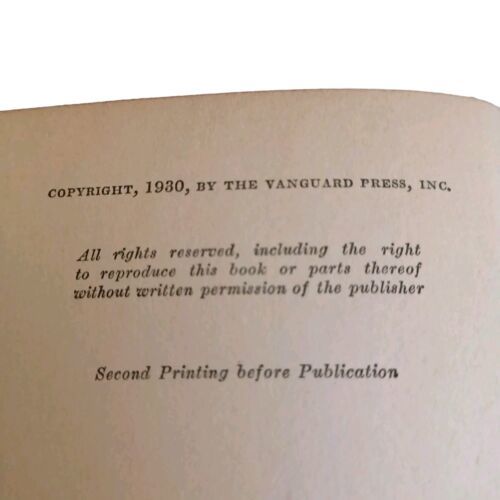 COPYRIGHT, 1930, BY THE VANGUARD PRESS, INC.
All rights reserved, including the right
to reproduce this book or parts thereof
without written permission of the publisher
Second Printing before Publication